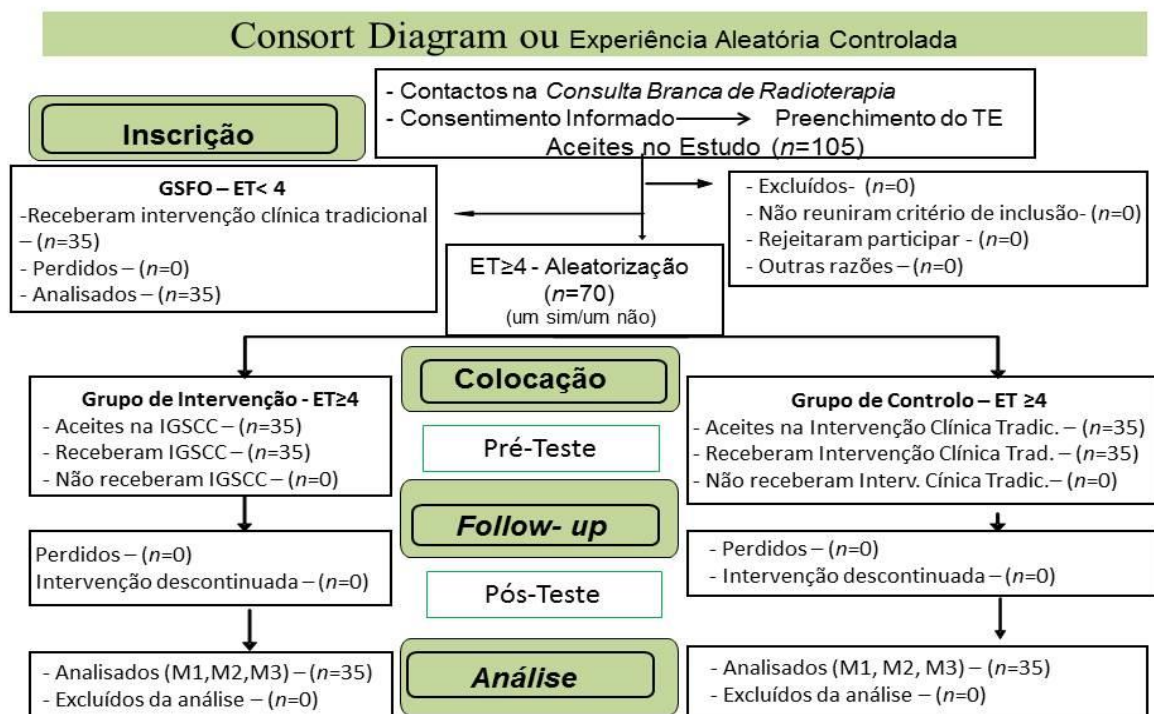 Consort Diagram ou Experiência Aleatória Controlada
- Contactos na Consulta Branca de Radioterapia
- Consentimento Informado → Preenchimento do TE
Aceites no Estudo (n=105)
Inscrição
GSFO – ET< 4
-Receberam intervenção clínica tradicional
– (n=35)
- Perdidos – (n=0)
- Analisados – (n=35)
- Excluídos- (n=0)
- Não reuniram critério de inclusão- (n=0)
- Rejeitaram participar - (n=0)
- Outras razões – (n=0)
ET≥4 - Aleatorização
(n=70)
(um sim/um não)
Colocação
Grupo de Intervenção - ET≥4
- Aceites na IGSCC – (n=35)
- Receberam IGSCC – (n=35)
- Não receberam IGSCC – (n=0)
Pré-Teste
Grupo de Controlo – ET ≥4
- Aceites na Intervenção Clínica Tradic. – (n=35)
- Receberam Intervenção Clínica Trad. – (n=35)
- Não receberam Interv. Cínica Tradic.– (n=0)
Follow- up
Perdidos – (n=0)
Intervenção descontinuada – (n=0)
- Perdidos – (n=0)
- Intervenção descontinuada – (n=0)
Pós-Teste
- Analisados (M1,M2,M3) – (n=35)
- Excluídos da análise – (n=0)
Análise
- Analisados (M1, M2, M3) – (n=35)
- Excluídos da análise – (n=0)